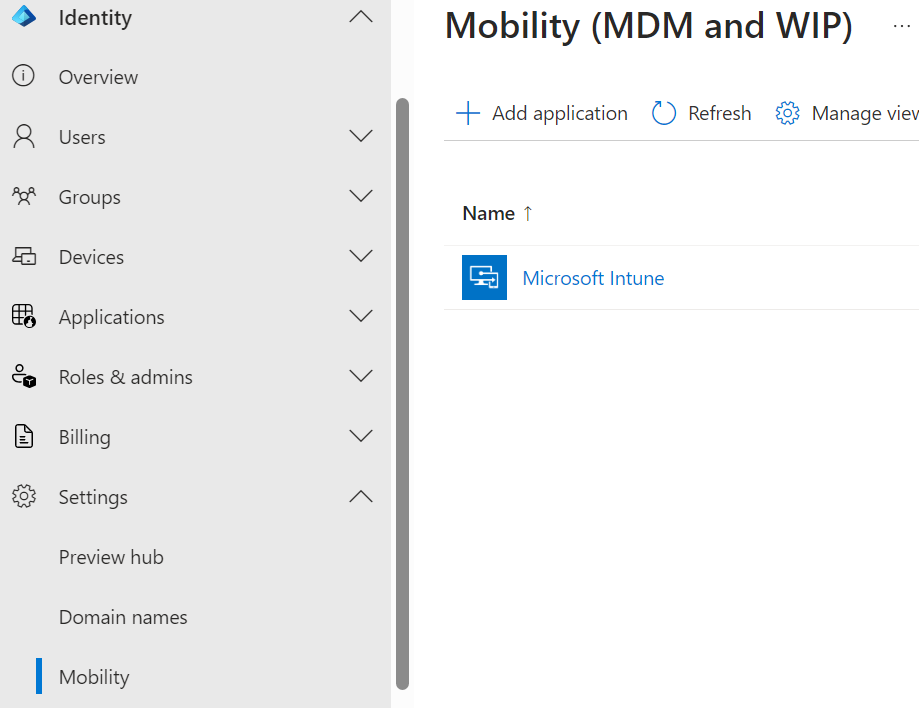 Identity
Overview
Users
Groups
Devices
Applications
Roles & admins
Billing
Settings
Preview hub
Domain names
Mobility
Mobility (MDM and WIP) ...
Add application Refresh Manage view
Name ↑
Microsoft Intune